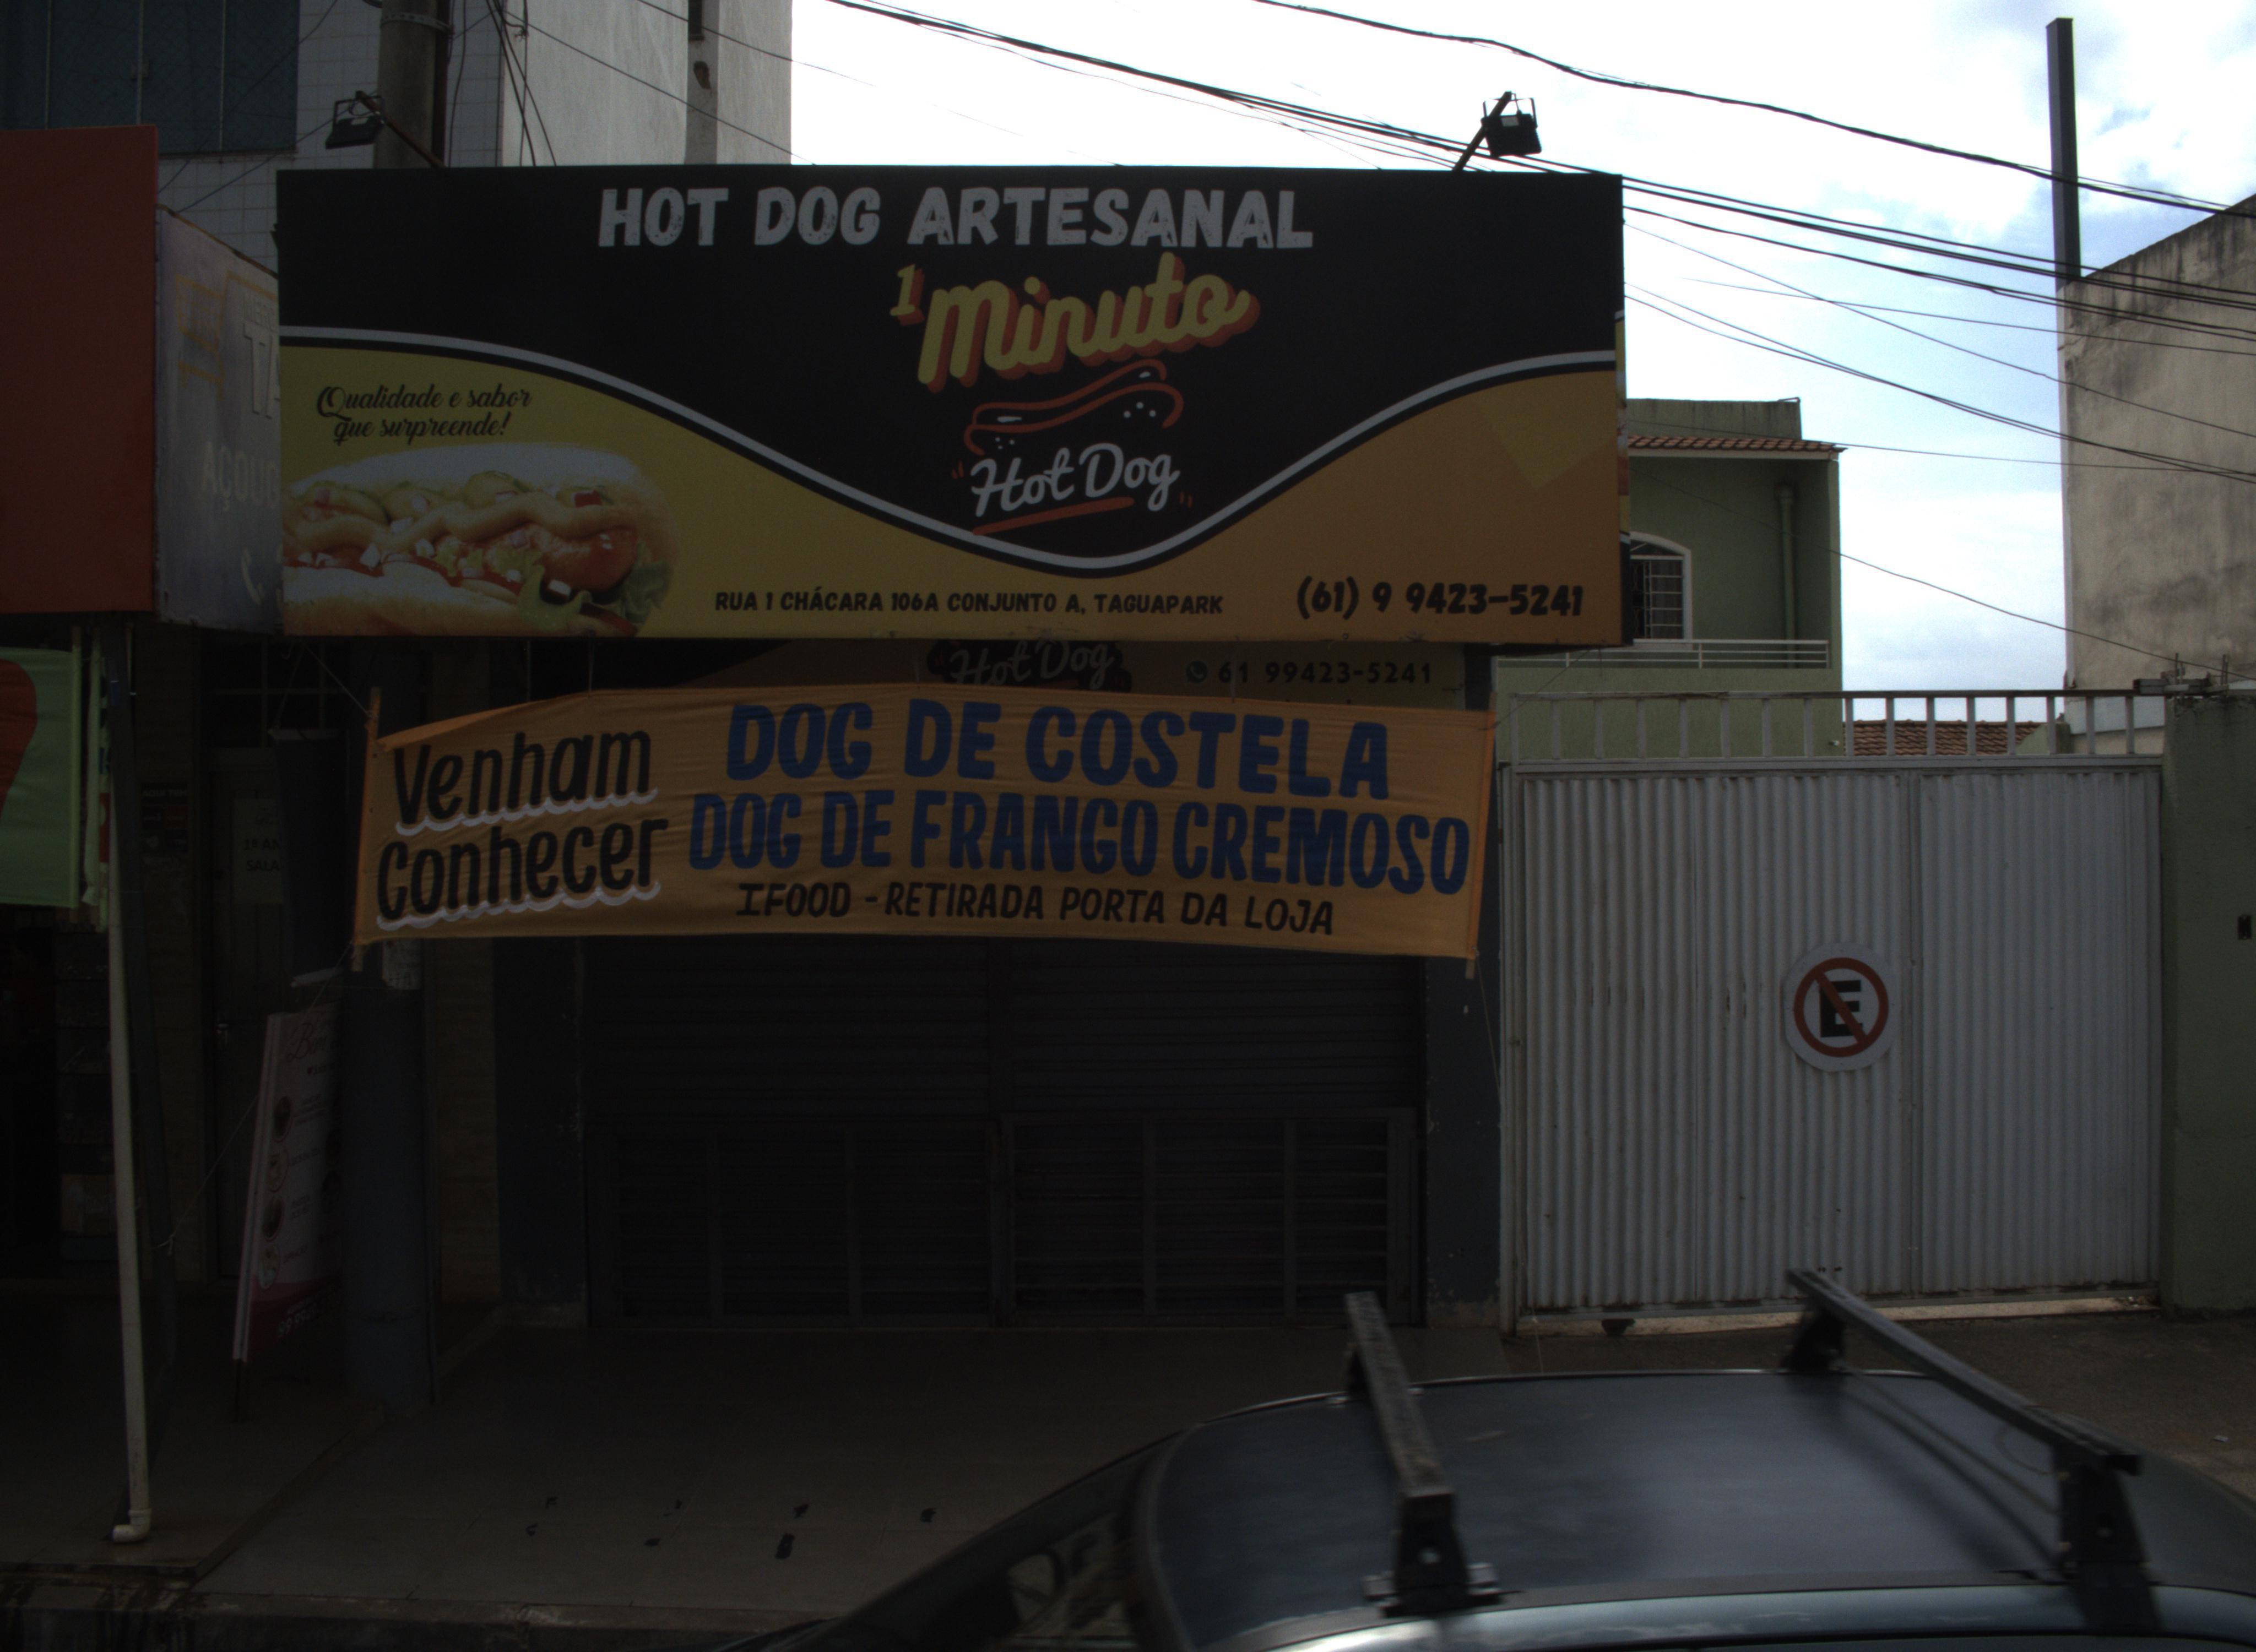 HOT DOG ARTESANAL
1 Minuto
Hot Dog
Qualidade e sabor
que surpreende!
RUA 1 CHÁCARA 106A CONJUNTO A, TAGUAPARK
(61) 9 9423-5241
Hot Dog
61 99423-5241
Venham
Conhecer
DOG DE COSTELA
DOG DE FRANGO CREMOSO
IFOOD - RETIRADA PORTA DA LOJA
E